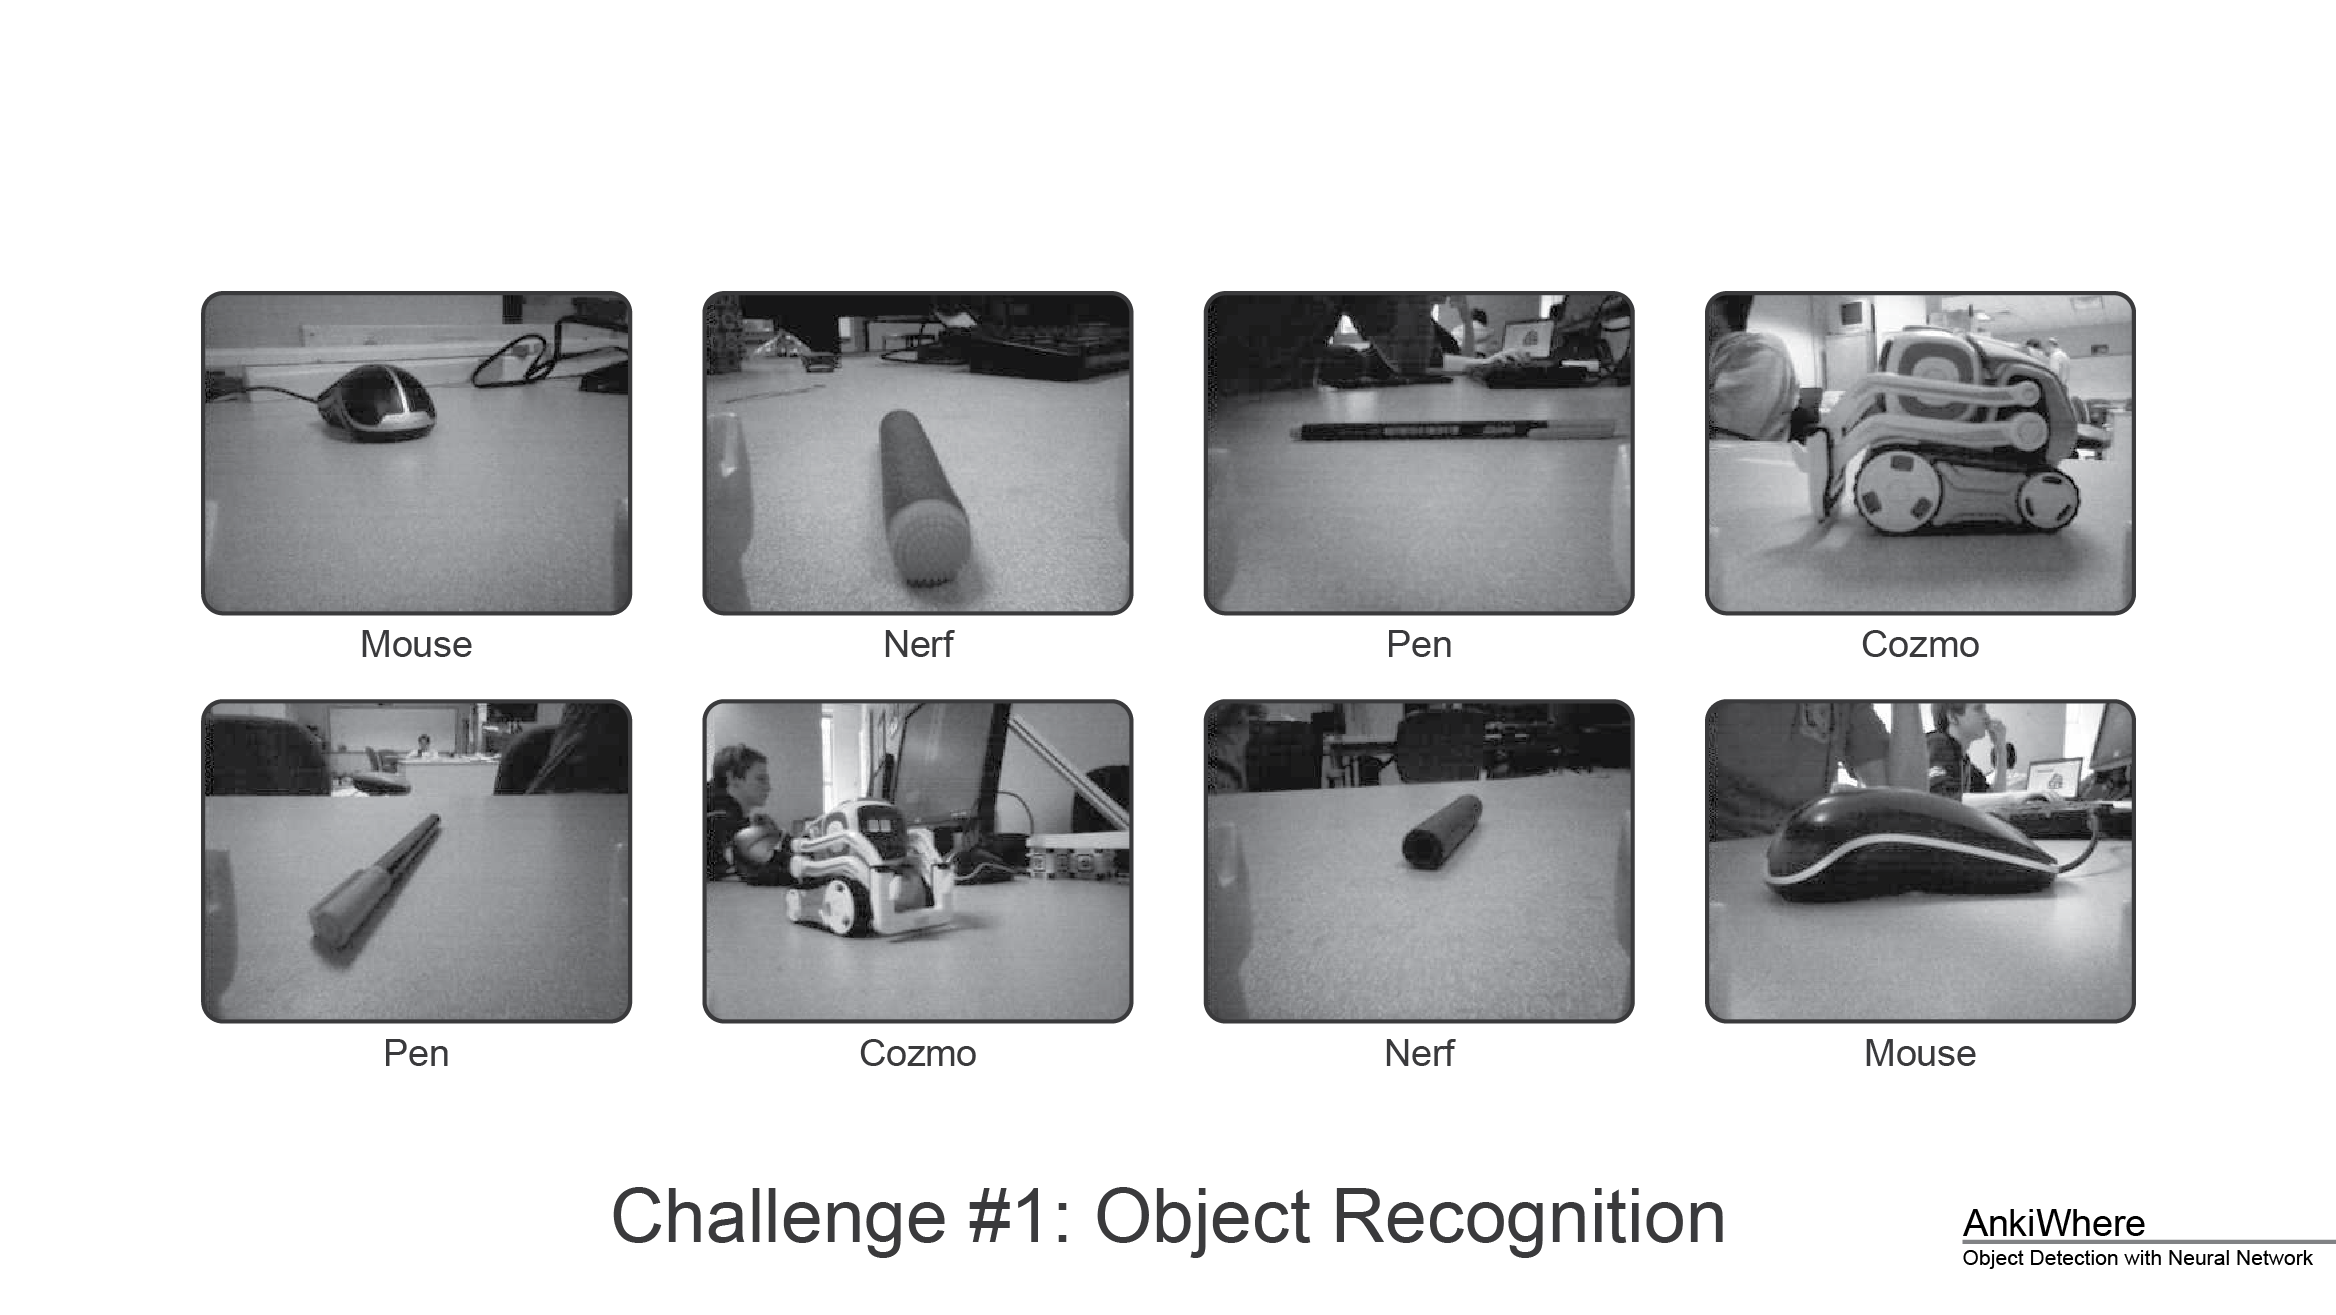 Mouse
Nerf
Pen
Cozmo
Pen
Cozmo
Nerf
Mouse
Challenge #1: Object Recognition
AnkiWhere
Object Detection with Neural Network